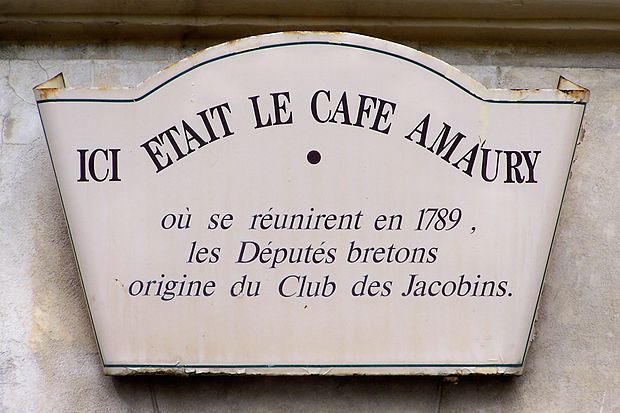 ICI ETAIT LE CAFE AMAURY
où se réunirent en 1789 ,
les Députés bretons
origine du Club des Jacobins.